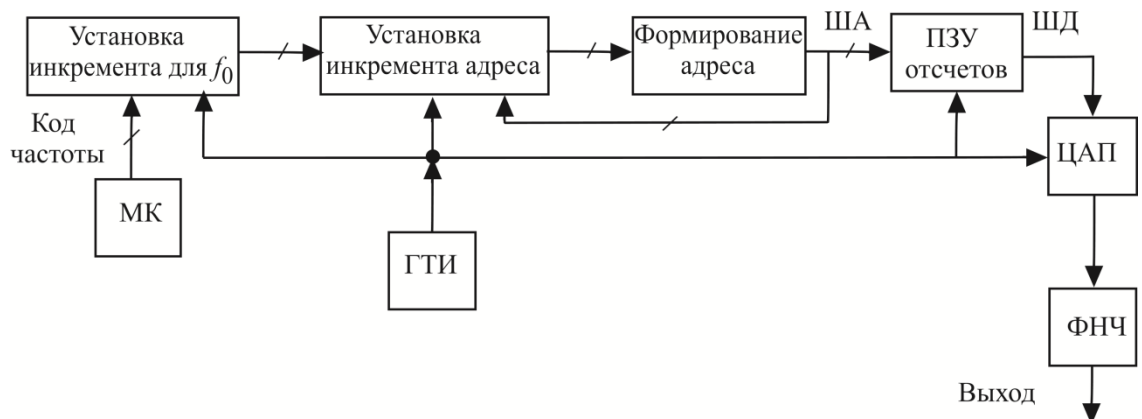 Установка
инкремента для f₀
Установка
инкремента адреса
Формирование
адреса
ША
ПЗУ
отсчетов
ШД
Код
частоты
ЦАП
МК
ГТИ
ФНЧ
Выход